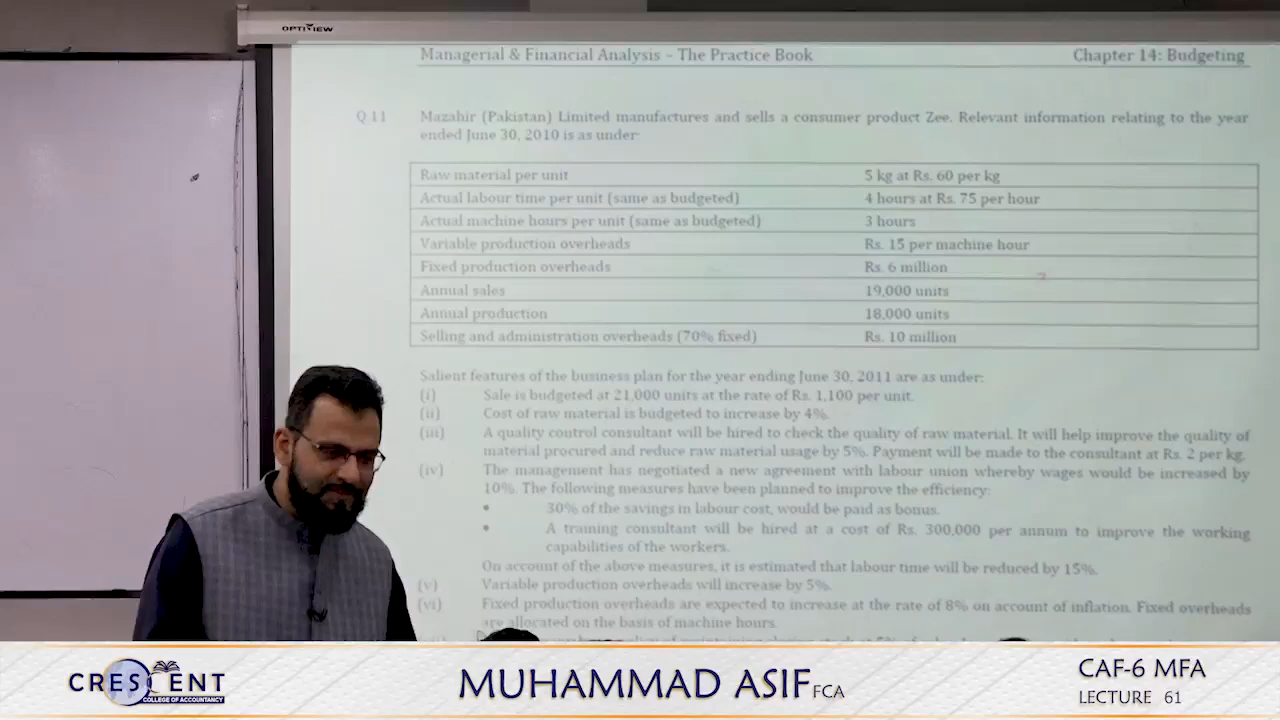 OPTIVIEW
Managerial & Financial Analysis – The Practice Book
Chapter 14: Budgeting
Q.11 Mazahir (Pakistan) Limited manufactures and sells a consumer product Zee. Relevant information relating to the year
ended June 30, 2010 is as under:
Raw material per unit 5 kg at Rs. 60 per kg
Actual labour time per unit (same as budgeted) 4 hours at Rs. 75 per hour
Actual machine hours per unit (same as budgeted) 3 hours
Variable production overheads Rs. 15 per machine hour
Fixed production overheads Rs. 6 million
Annual sales 19,000 units
Annual production 18,000 units
Selling and administration overheads (70% fixed) Rs. 10 million
Salient features of the business plan for the year ending June 30, 2011 are as under:
(i) Sale is budgeted at 21,000 units at the rate of Rs. 1,100 per unit.
(ii) Cost of raw material is budgeted to increase by 4%.
(iii) A quality control consultant will be hired to check the quality of raw material. It will help improve the quality of
material procured and reduce raw material usage by 5%. Payment will be made to the consultant at Rs. 2 per kg.
(iv) The management has negotiated a new agreement with labour union whereby wages would be increased by
10%. The following measures have been planned to improve the efficiency:
• 30% of the savings in labour cost, would be paid as bonus.
• A training consultant will be hired at a cost of Rs. 300,000 per annum to improve the working
capabilities of the workers.
On account of the above measures, it is estimated that labour time will be reduced by 15%.
(v) Variable production overheads will increase by 5%.
(vi) Fixed production overheads are expected to increase at the rate of 8% on account of inflation. Fixed overheads
are allocated on the basis of machine hours.
CRESCENT
COLLEGE OF ACCOUNTANCY
MUHAMMAD ASIF FCA
CAF-6 MFA
LECTURE 61